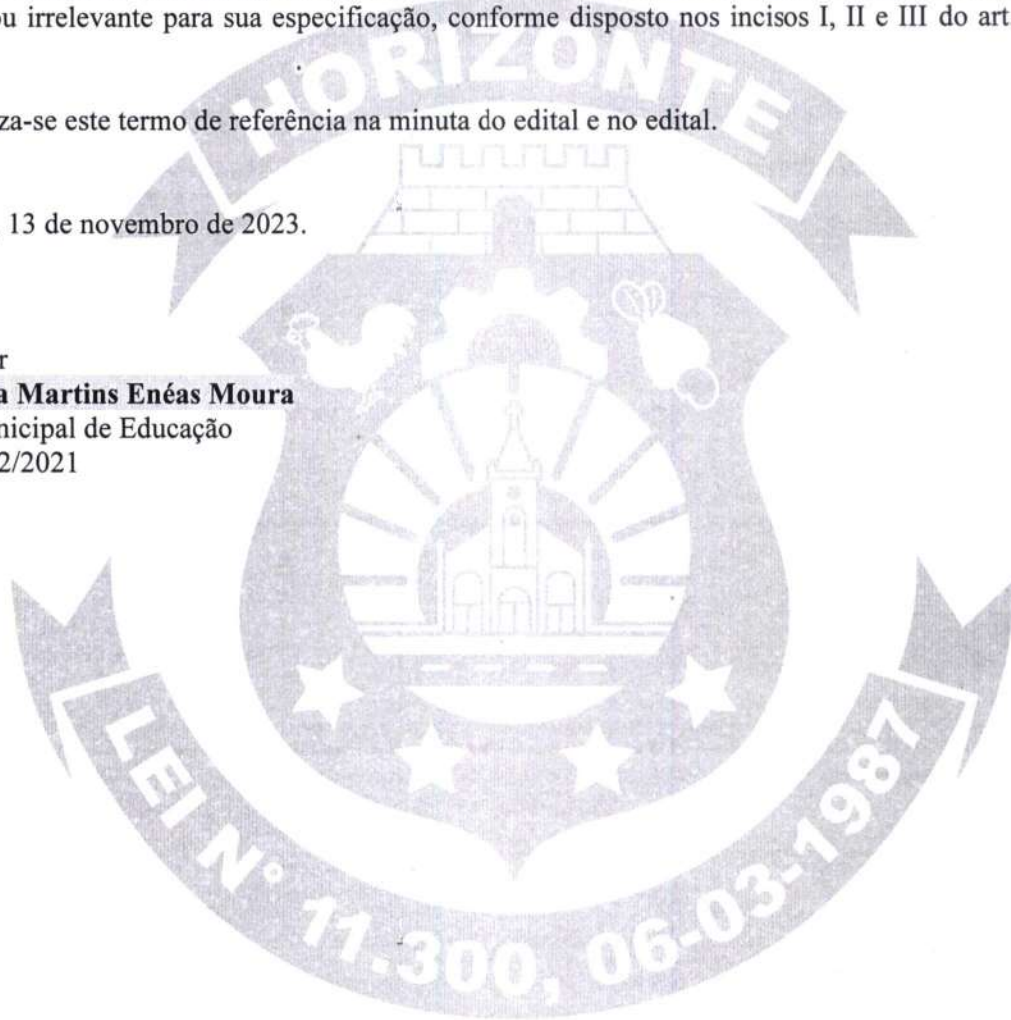 ou irrelevante para sua especificação, conforme disposto nos incisos I, II e III do art
za-se este termo de referência na minuta do edital e no edital.
13 de novembro de 2023.
r
a Martins Enéas Moura
nicipal de Educação
2/2021
HORIZONTE
LEI Nº 11.300, 06-03-1987